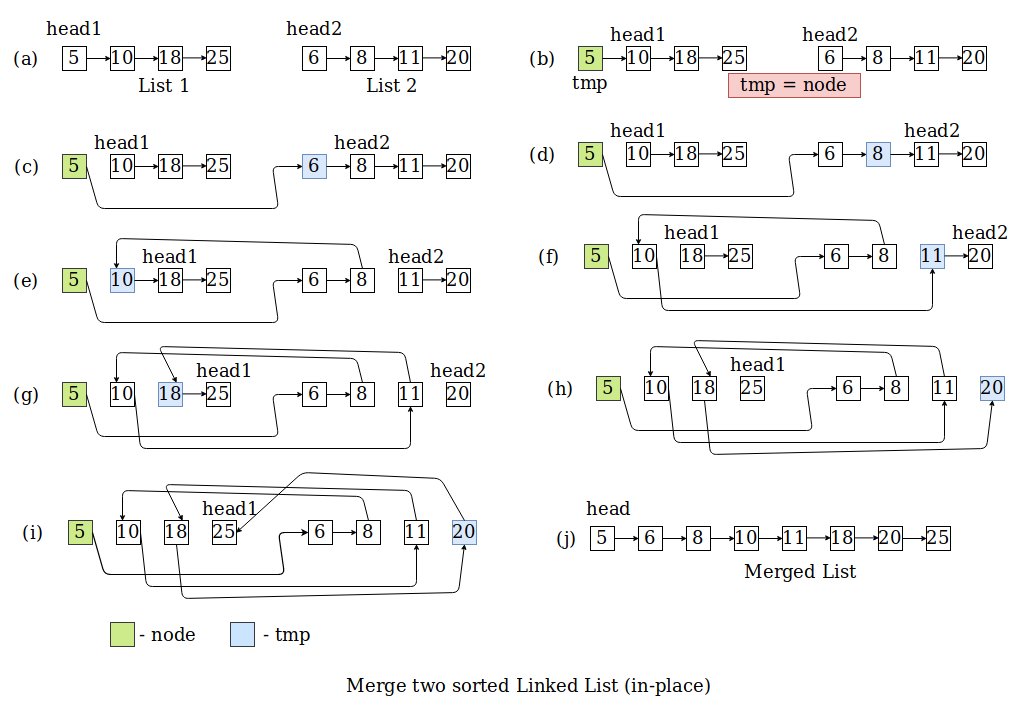 head1 head2
(a) 5 10 18 25 6 8 11 20
List 1 List 2
head1 head2
(b) 5 10 18 25 6 8 11 20
tmp tmp = node
head1 head2
(c) 5 10 18 25 6 8 11 20
head1 head2
(d) 5 10 18 25 6 8 11 20
head1 head2
(e) 5 10 18 25 6 8 11 20
head1 head2
(f) 5 10 18 25 6 8 11 20
head1 head2
(g) 5 10 18 25 6 8 11 20
head1
(h) 5 10 18 25 6 8 11 20
head1
(i) 5 10 18 25 6 8 11 20
head
(j) 5 6 8 10 11 18 20 25
Merged List
- node - tmp
Merge two sorted Linked List (in-place)